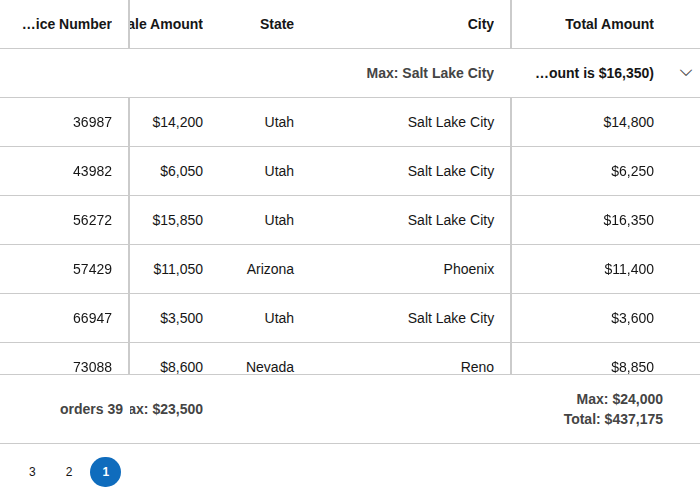 …ice Number ale Amount State City Total Amount
Max: Salt Lake City …ount is $16,350)
36987 $14,200 Utah Salt Lake City $14,800
43982 $6,050 Utah Salt Lake City $6,250
56272 $15,850 Utah Salt Lake City $16,350
57429 $11,050 Arizona Phoenix $11,400
66947 $3,500 Utah Salt Lake City $3,600
73088 $8,600 Nevada Reno $8,850
orders 39 ax: $23,500 Max: $24,000
Total: $437,175
3 2 1